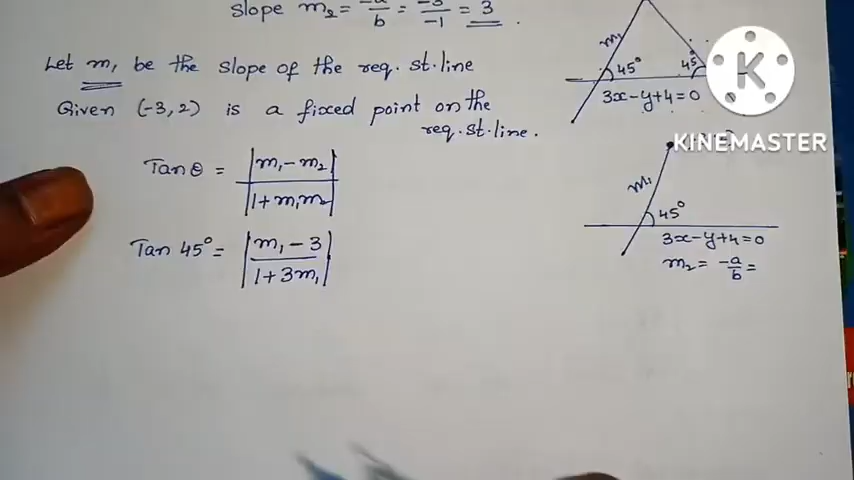 slope m₂ = -a/b = -3/-1 = 3 .
Let m₁ be the slope of the req. st. line
Given (-3, 2) is a fixed point on the
req. st. line .
Tan θ = |m₁ - m₂| / |1 + m₁m₂|
Tan 45° = |m₁ - 3 / 1 + 3m₁|
m₁
45°
45°
3x - y + 4 = 0
K
KINEMASTER
m₁
45°
3x - y + 4 = 0
m₂ = -a/b =